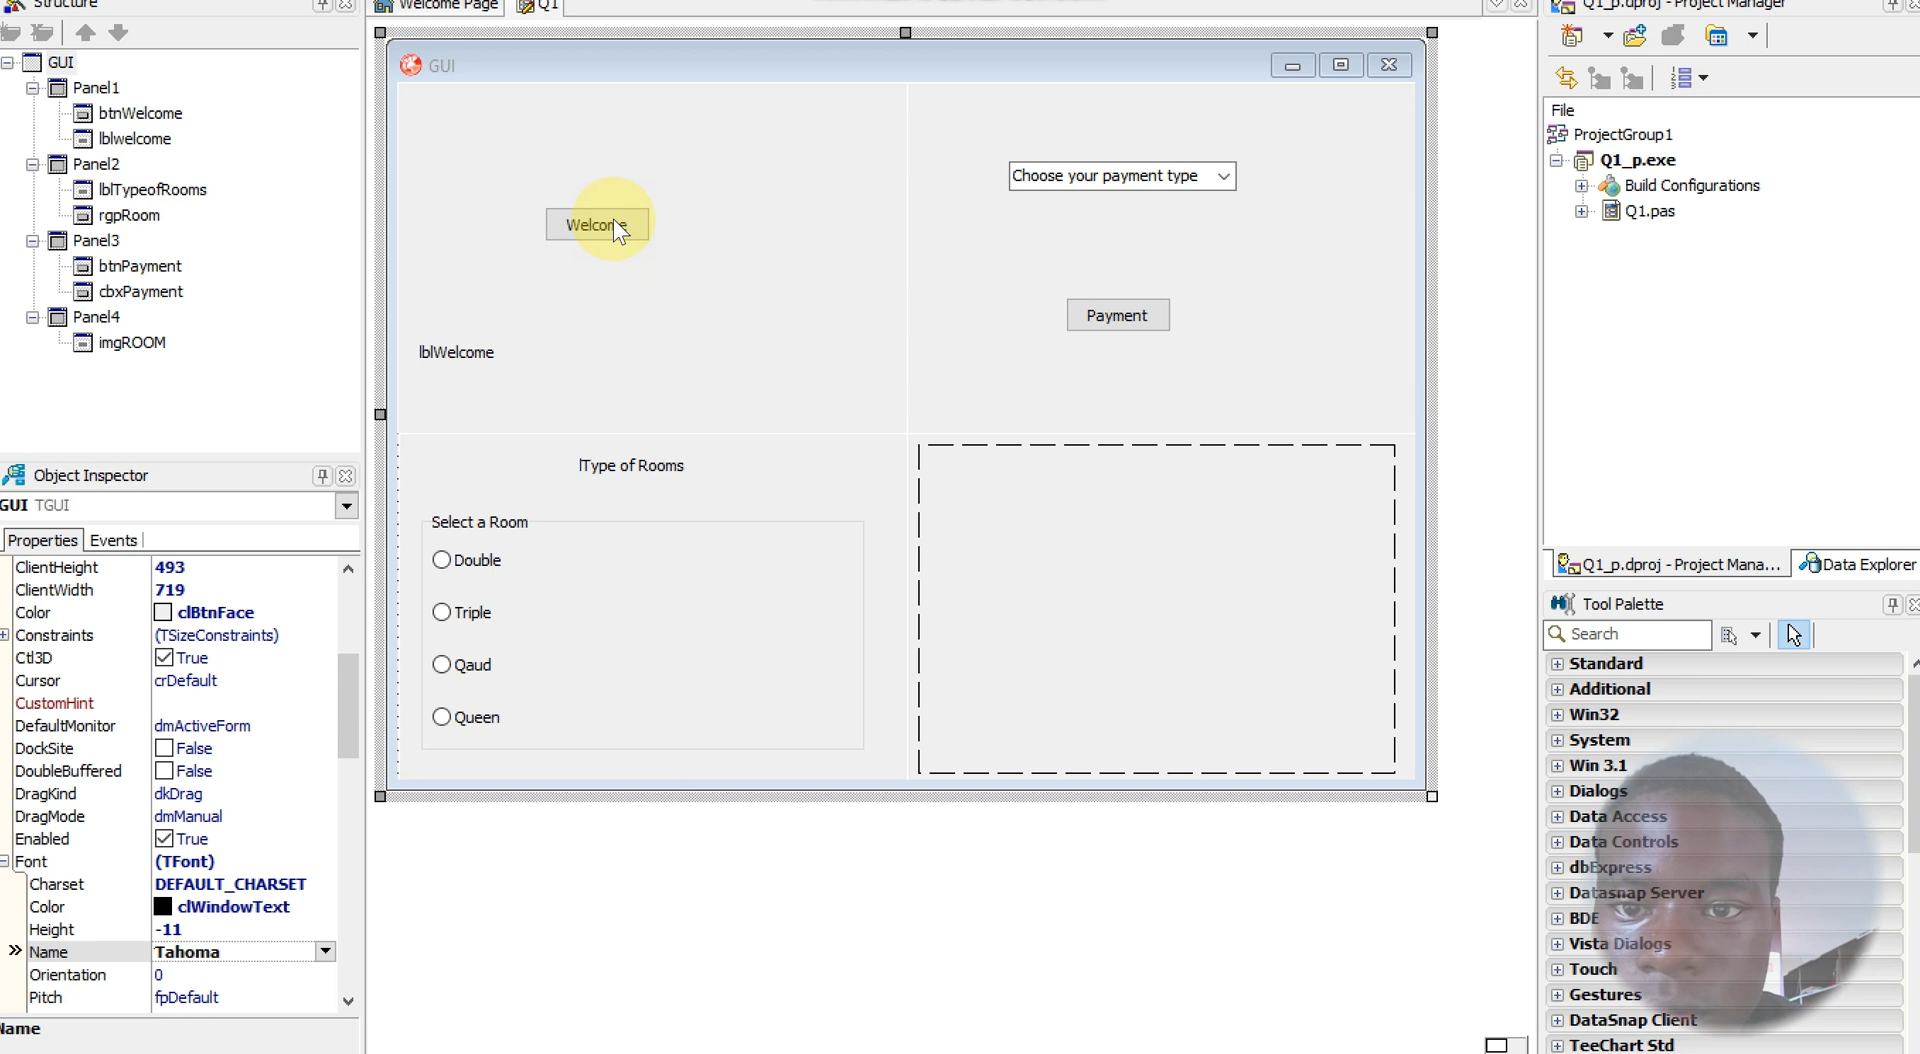 Structure
GUI
Panel1
btnWelcome
lblwelcome
Panel2
lblTypeofRooms
rgpRoom
Panel3
btnPayment
cbxPayment
Panel4
imgROOM
Object Inspector
GUI TGUI
Properties Events
ClientHeight 493
ClientWidth 719
Color clBtnFace
Constraints (TSizeConstraints)
Ctl3D True
Cursor crDefault
CustomHint
DefaultMonitor dmActiveForm
DockSite False
DoubleBuffered False
DragKind dkDrag
DragMode dmManual
Enabled True
Font (TFont)
Charset DEFAULT_CHARSET
Color clWindowText
Height -11
Name Tahoma
Orientation 0
Pitch fpDefault
Name
Welcome Page Q1
GUI
Welcome
lblWelcome
Choose your payment type
Payment
lType of Rooms
Select a Room
Double
Triple
Qaud
Queen
Q1_p.dproj - Project Manager
File
ProjectGroup1
Q1_p.exe
Build Configurations
Q1.pas
Q1_p.dproj - Project Mana... Data Explorer
Tool Palette
Search
Standard
Additional
Win32
System
Win 3.1
Dialogs
Data Access
Data Controls
dbExpress
Datasnap Server
BDE
Vista Dialogs
Touch
Gestures
DataSnap Client
TeeChart Std